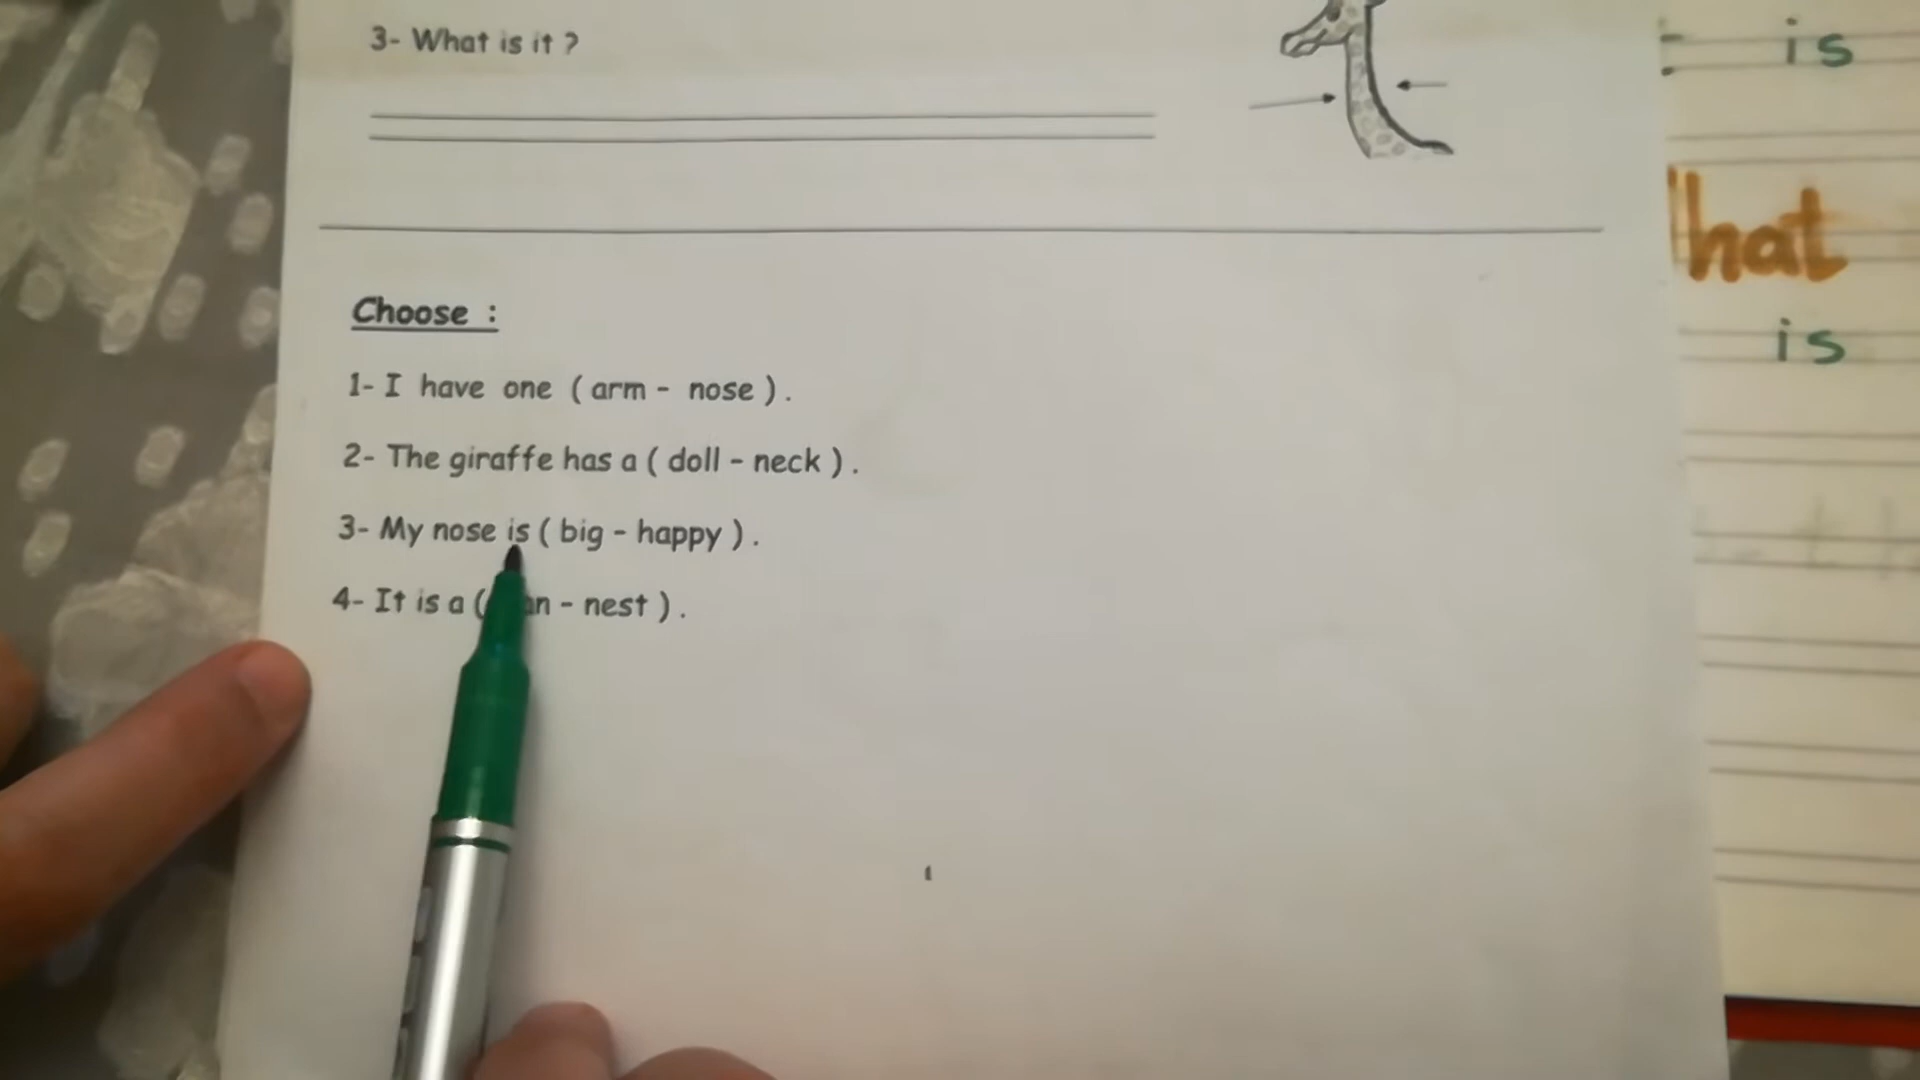 3- What is it ?
is
hat
is
Choose :
1- I have one ( arm - nose ) .
2- The giraffe has a ( doll - neck ) .
3- My nose is ( big - happy ) .
4- It is a ( - nest ) .